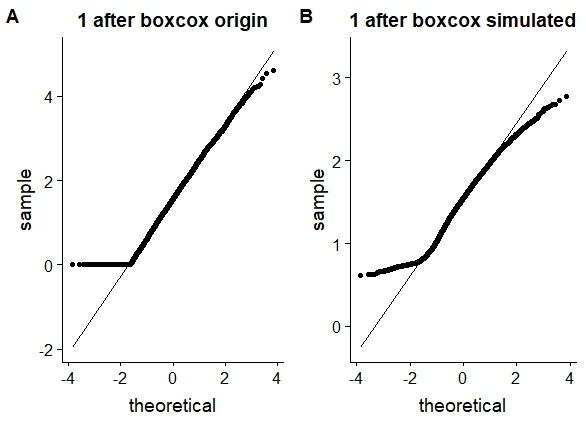 A
1 after boxcox origin
4
2
0
-2
sample
-4
-2
0
2
4
theoretical
B
1 after boxcox simulated
3
2
1
0
sample
-4
-2
0
2
4
theoretical